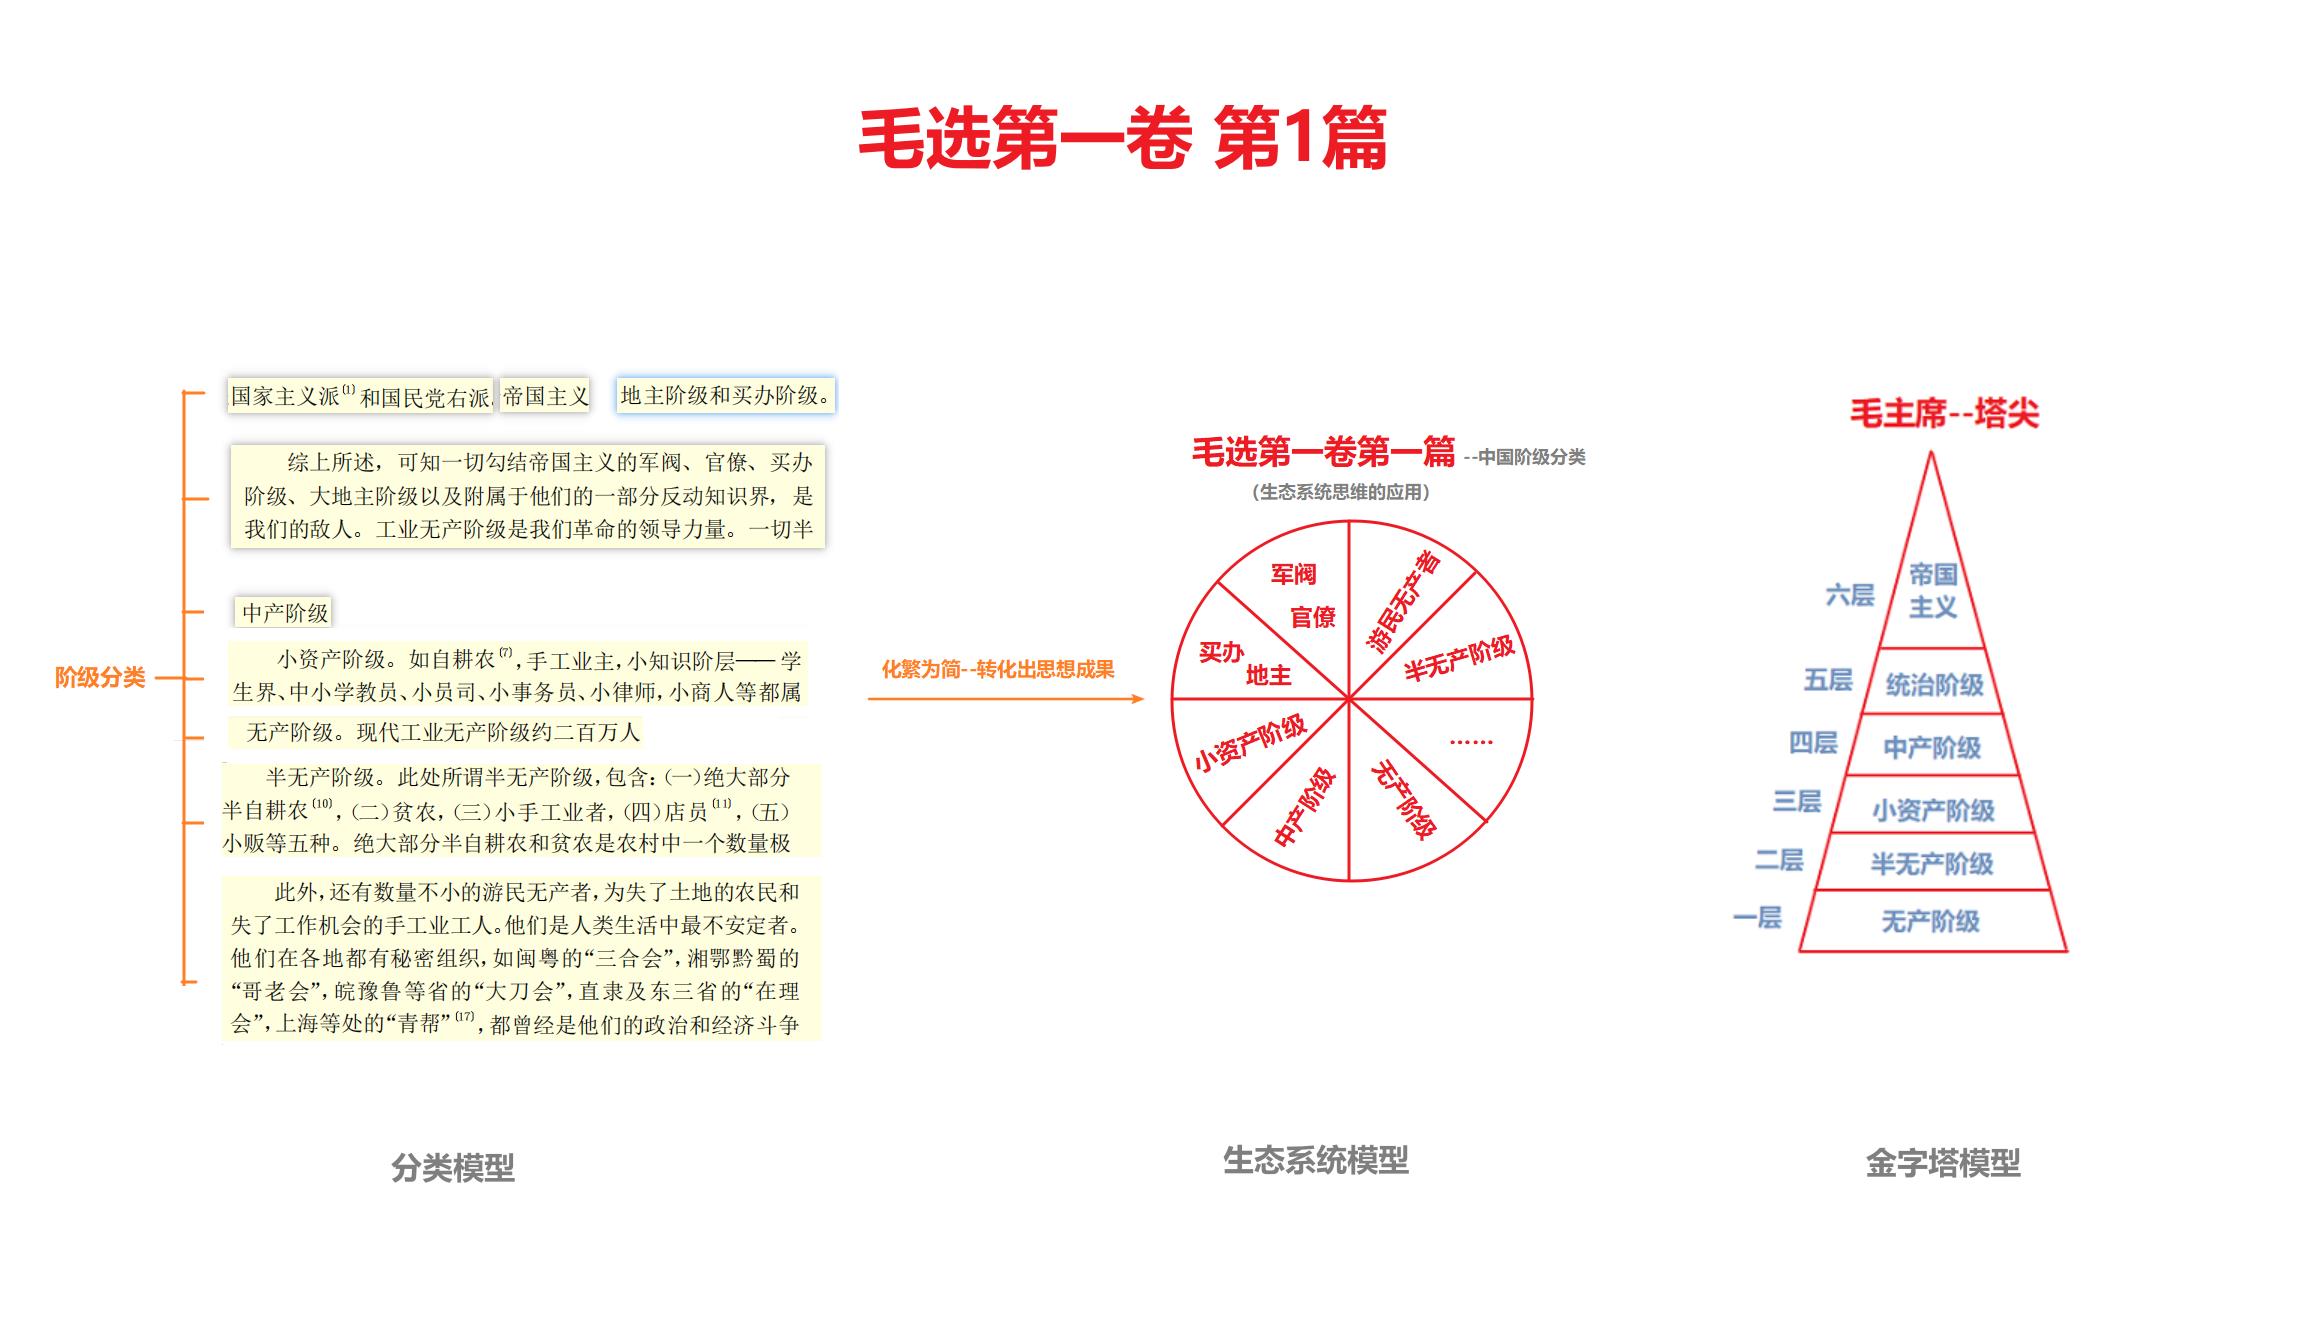 毛选第一卷 第1篇
阶级分类
国家主义派〔1〕和国民党右派
帝国主义
地主阶级和买办阶级。
综上所述，可知一切勾结帝国主义的军阀、官僚、买办
阶级、大地主阶级以及附属于他们的一部分反动知识界，是
我们的敌人。工业无产阶级是我们革命的领导力量。一切半
中产阶级
小资产阶级。如自耕农〔7〕，手工业主，小知识阶层——学
生界、中小学教员、小员司、小事务员、小律师，小商人等都属
无产阶级。现代工业无产阶级约二百万人
半无产阶级。此处所谓半无产阶级，包含：（一）绝大部分
半自耕农〔10〕，（二）贫农，（三）小手工业者，（四）店员〔11〕，（五）
小贩等五种。绝大部分半自耕农和贫农是农村中一个数量极
此外，还有数量不小的游民无产者，为失了土地的农民和
失了工作机会的手工业工人。他们是人类生活中最不安定者。
他们在各地都有秘密组织，如闽粤的“三合会”，湘鄂黔蜀的
“哥老会”，皖豫鲁等省的“大刀会”，直隶及东三省的“在理
会”，上海等处的“青帮”〔17〕，都曾经是他们的政治和经济斗争
分类模型
化繁为简--转化出思想成果
毛选第一卷第一篇 --中国阶级分类
（生态系统思维的应用）
军阀
官僚
游民无产者
买办
地主
半无产阶级
小资产阶级
……
中产阶级
无产阶级
生态系统模型
毛主席--塔尖
六层
帝国
主义
五层 统治阶级
四层 中产阶级
三层 小资产阶级
二层 半无产阶级
一层 无产阶级
金字塔模型